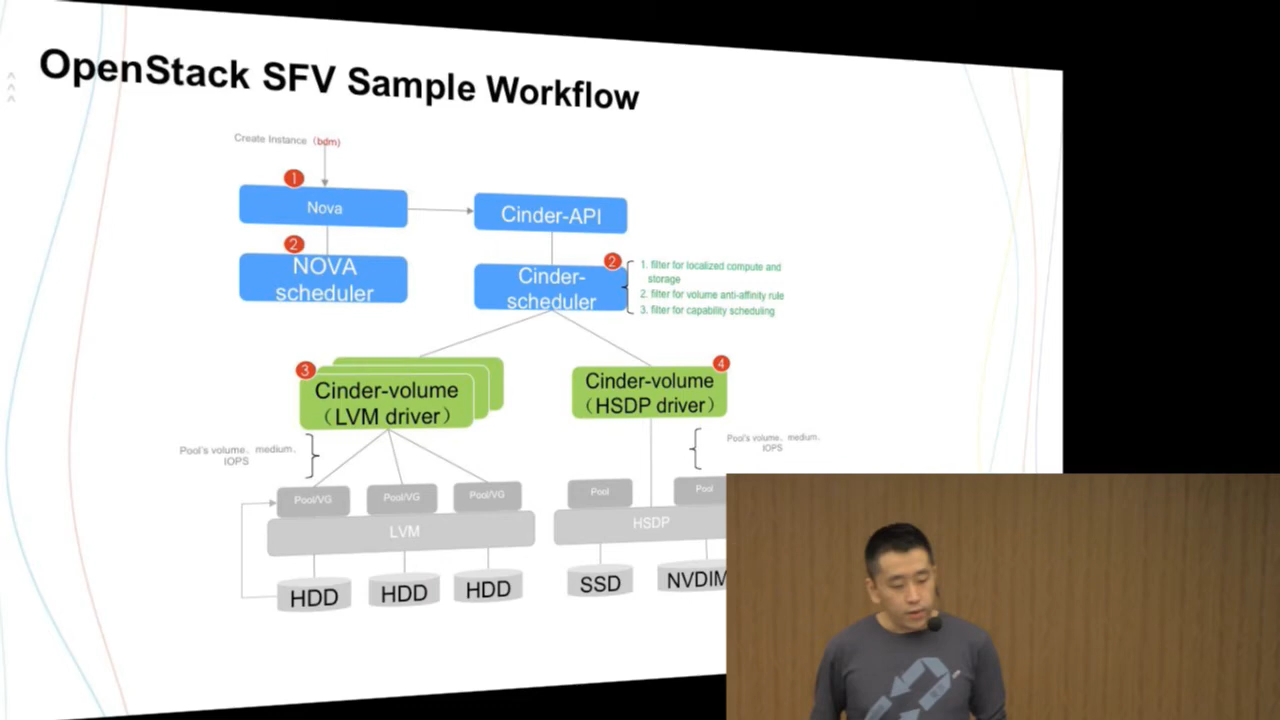 OpenStack SFV Sample Workflow
Create Instance（bdm)
1
Nova
Cinder-API
2
NOVA
scheduler
2
Cinder-
scheduler
1. filter for localized compute and
storage
2. filter for volume anti-affinity rule
3. filter for capability scheduling
3
Cinder-volume
（LVM driver）
4
Cinder-volume
（HSDP driver）
Pool's volume、medium、
IOPS
Pool's volume、medium、
IOPS
Pool/VG
Pool/VG
Pool/VG
Pool
Pool
LVM
HSDP
HDD
HDD
HDD
SSD
NVDIM